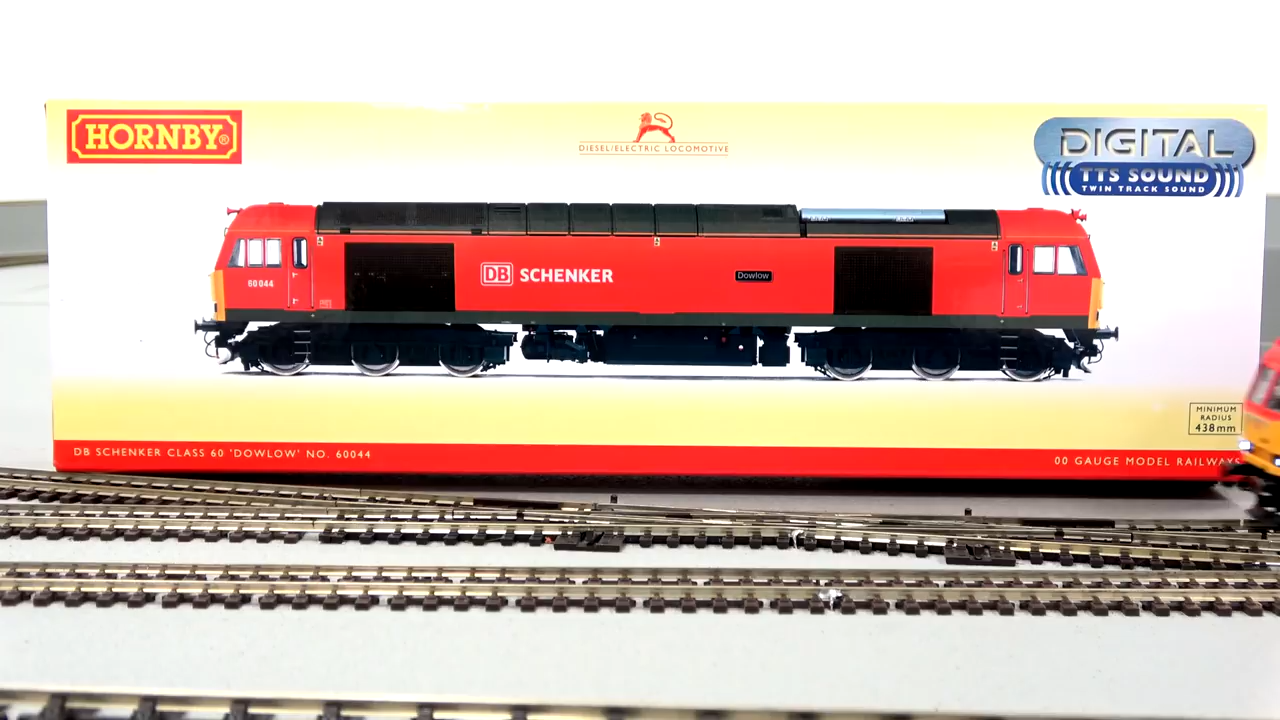 HORNBY®
DIESEL/ELECTRIC LOCOMOTIVE
DIGITAL
TTS SOUND
TWIN TRACK SOUND
60044
DB SCHENKER
Dowlow
MINIMUM
RADIUS
438mm
DB SCHENKER CLASS 60 'DOWLOW' NO. 60044
00 GAUGE MODEL RAILWAYS